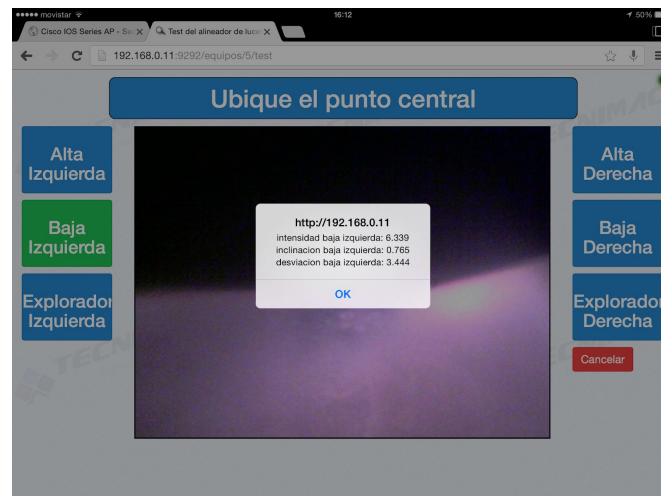 movistar 16:12 50%
Cisco IOS Series AP - Se X Test del alineador de luce X
192.168.0.11:9292/equipos/5/test
Ubique el punto central
Alta
Izquierda
Baja
Izquierda
Explorador
Izquierda
http://192.168.0.11
intensidad baja izquierda: 6.339
inclinacion baja izquierda: 0.765
desviacion baja izquierda: 3.444
OK
Alta
Derecha
Baja
Derecha
Explorador
Derecha
Cancelar
TECNIMAQ